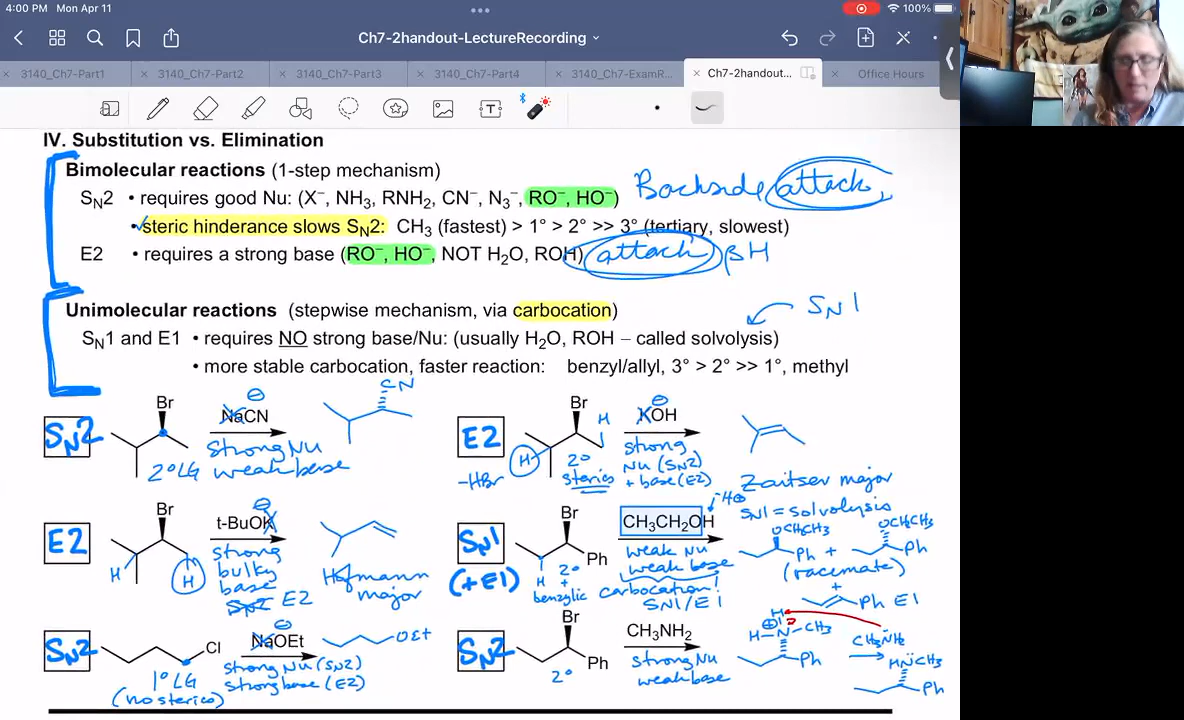 4:00 PM Mon Apr 11
100%
Ch7-2handout-LectureRecording
3140_Ch7-Part1
3140_Ch7-Part2
3140_Ch7-Part3
3140_Ch7-Part4
3140_Ch7-ExamR...
Ch7-2handout...
Office Hours
IV. Substitution vs. Elimination
Bimolecular reactions (1-step mechanism)
SN2 • requires good Nu: (X⁻, NH₃, RNH₂, CN⁻, N₃⁻, RO⁻, HO⁻)
Backside attack
• steric hinderance slows SN2: CH₃ (fastest) > 1° > 2° >> 3° (tertiary, slowest)
E2 • requires a strong base (RO⁻, HO⁻, NOT H₂O, ROH)
attack βH
Unimolecular reactions (stepwise mechanism, via carbocation)
SN1
SN1 and E1 • requires NO strong base/Nu: (usually H₂O, ROH – called solvolysis)
• more stable carbocation, faster reaction: benzyl/allyl, 3° > 2° >> 1°, methyl
SN2
Br
2° LG
⊖
NaCN
strong Nu
weak base
CN
E2
Br
H
H
-HBr
2°
sterics
⊖
KOH
strong
Nu (SN2)
+ base (E2)
Zaitsev major
E2
Br
H
H
⊖
t-BuOK
strong
bulky
base
SN2 E2
Hofmann
major
SN1
(+E1)
Br
Ph
H
2°
+
benzylic
-H⊕
CH₃CH₂OH
weak Nu
weak base
carbocation!
SN1/E1
SN1 = solvolysis
OCH₂CH₃
Ph
+
OCH₂CH₃
Ph
(racemate)
+
Ph E1
SN2
Cl
1° LG
(no sterics)
⊖
NaOEt
strong Nu (SN2)
strong base (E2)
OEt
SN2
Br
Ph
2°
CH₃NH₂
strong Nu
weak base
H
⊕
H-N-CH₃
Ph
CH₃N̈H₂
HN̈CH₃
Ph